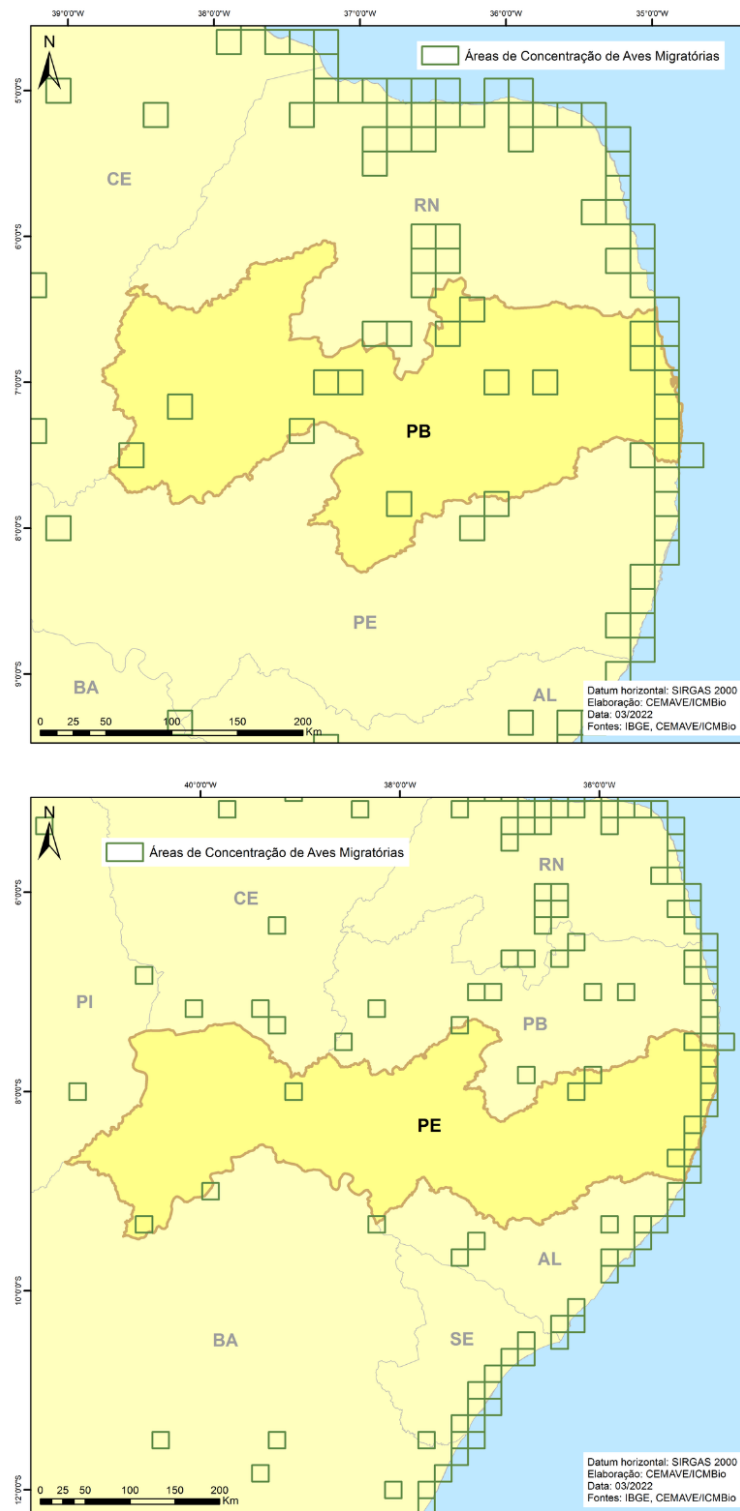 39°0'0"W 38°0'0"W 37°0'0"W 36°0'0"W 35°0'0"W
N
Áreas de Concentração de Aves Migratórias
5°0'0"S
CE
RN
6°0'0"S
7°0'0"S
PB
8°0'0"S
PE
9°0'0"S
BA
AL
Datum horizontal: SIRGAS 2000
Elaboração: CEMAVE/ICMBio
Data: 03/2022
Fontes: IBGE, CEMAVE/ICMBio
0 25 50 100 150 200
Km
40°0'0"W 38°0'0"W 36°0'0"W
N
Áreas de Concentração de Aves Migratórias
RN
CE
6°0'0"S
PI
PB
8°0'0"S
PE
AL
10°0'0"S
BA
SE
Datum horizontal: SIRGAS 2000
Elaboração: CEMAVE/ICMBio
Data: 03/2022
Fontes: IBGE, CEMAVE/ICMBio
12°0'0"S
0 25 50 100 150 200
Km